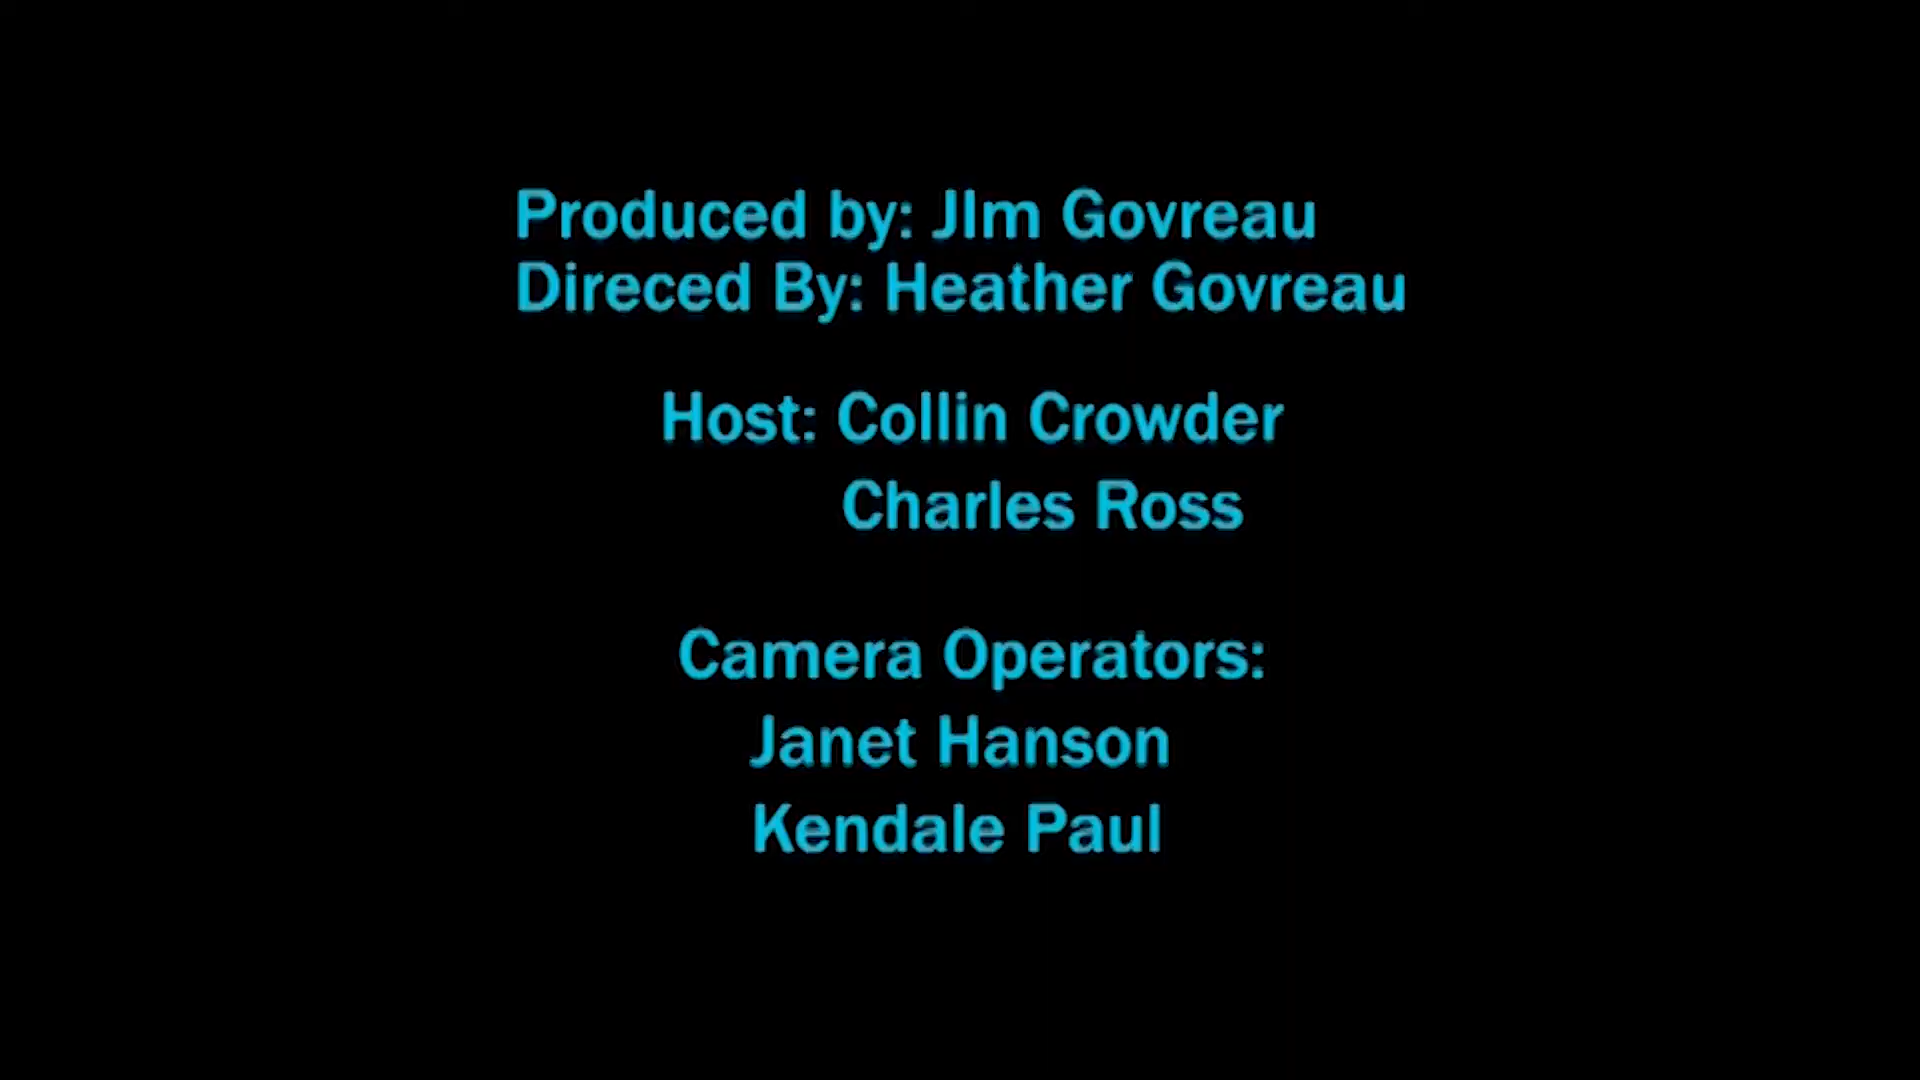 Produced by: JIm Govreau
Direced By: Heather Govreau
Host: Collin Crowder
Charles Ross
Camera Operators:
Janet Hanson
Kendale Paul